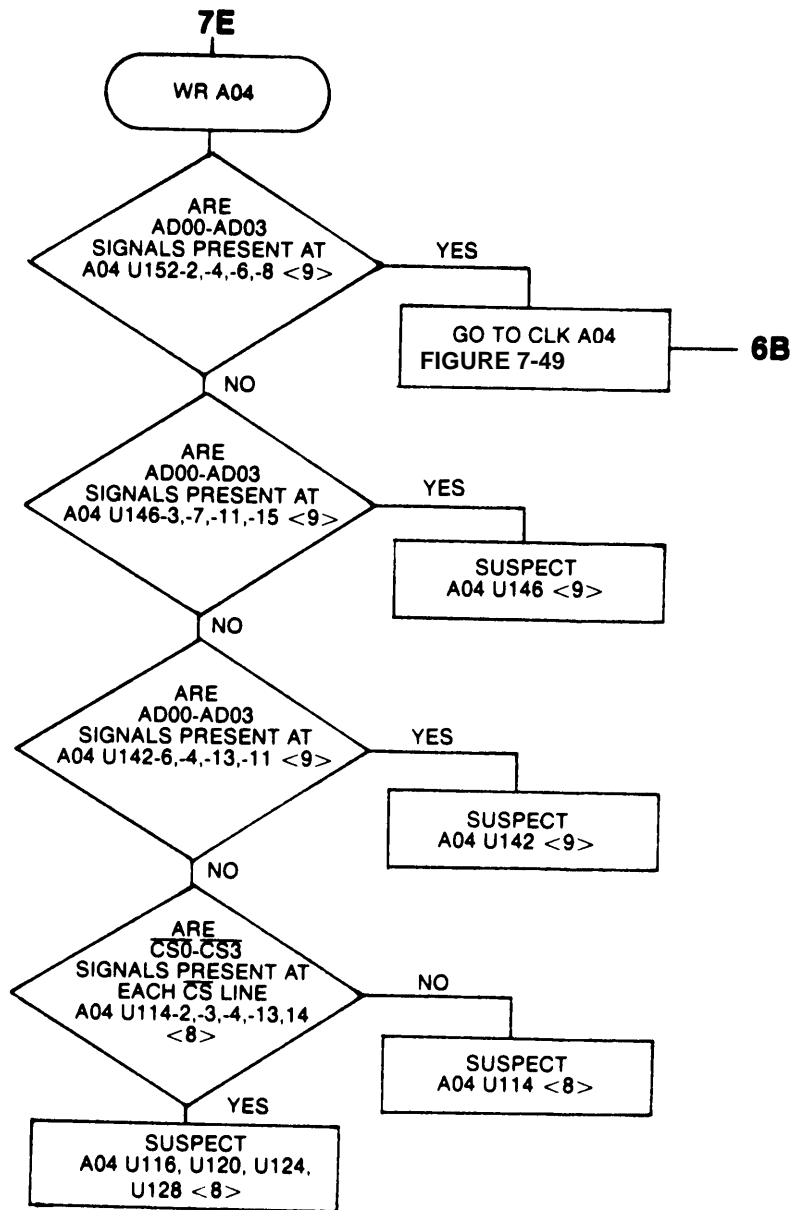 7E
WR A04
ARE
AD00-AD03
SIGNALS PRESENT AT
A04 U152-2,-4,-6,-8 <9>
YES
GO TO CLK A04
FIGURE 7-49
6B
NO
ARE
AD00-AD03
SIGNALS PRESENT AT
A04 U146-3,-7,-11,-15 <9>
YES
SUSPECT
A04 U146 <9>
NO
ARE
AD00-AD03
SIGNALS PRESENT AT
A04 U142-6,-4,-13,-11 <9>
YES
SUSPECT
A04 U142 <9>
NO
ARE
C̅S̅0̅-C̅S̅3̅
SIGNALS PRESENT AT
EACH C̅S̅ LINE
A04 U114-2,-3,-4,-13,14
<8>
NO
SUSPECT
A04 U114 <8>
YES
SUSPECT
A04 U116, U120, U124,
U128 <8>